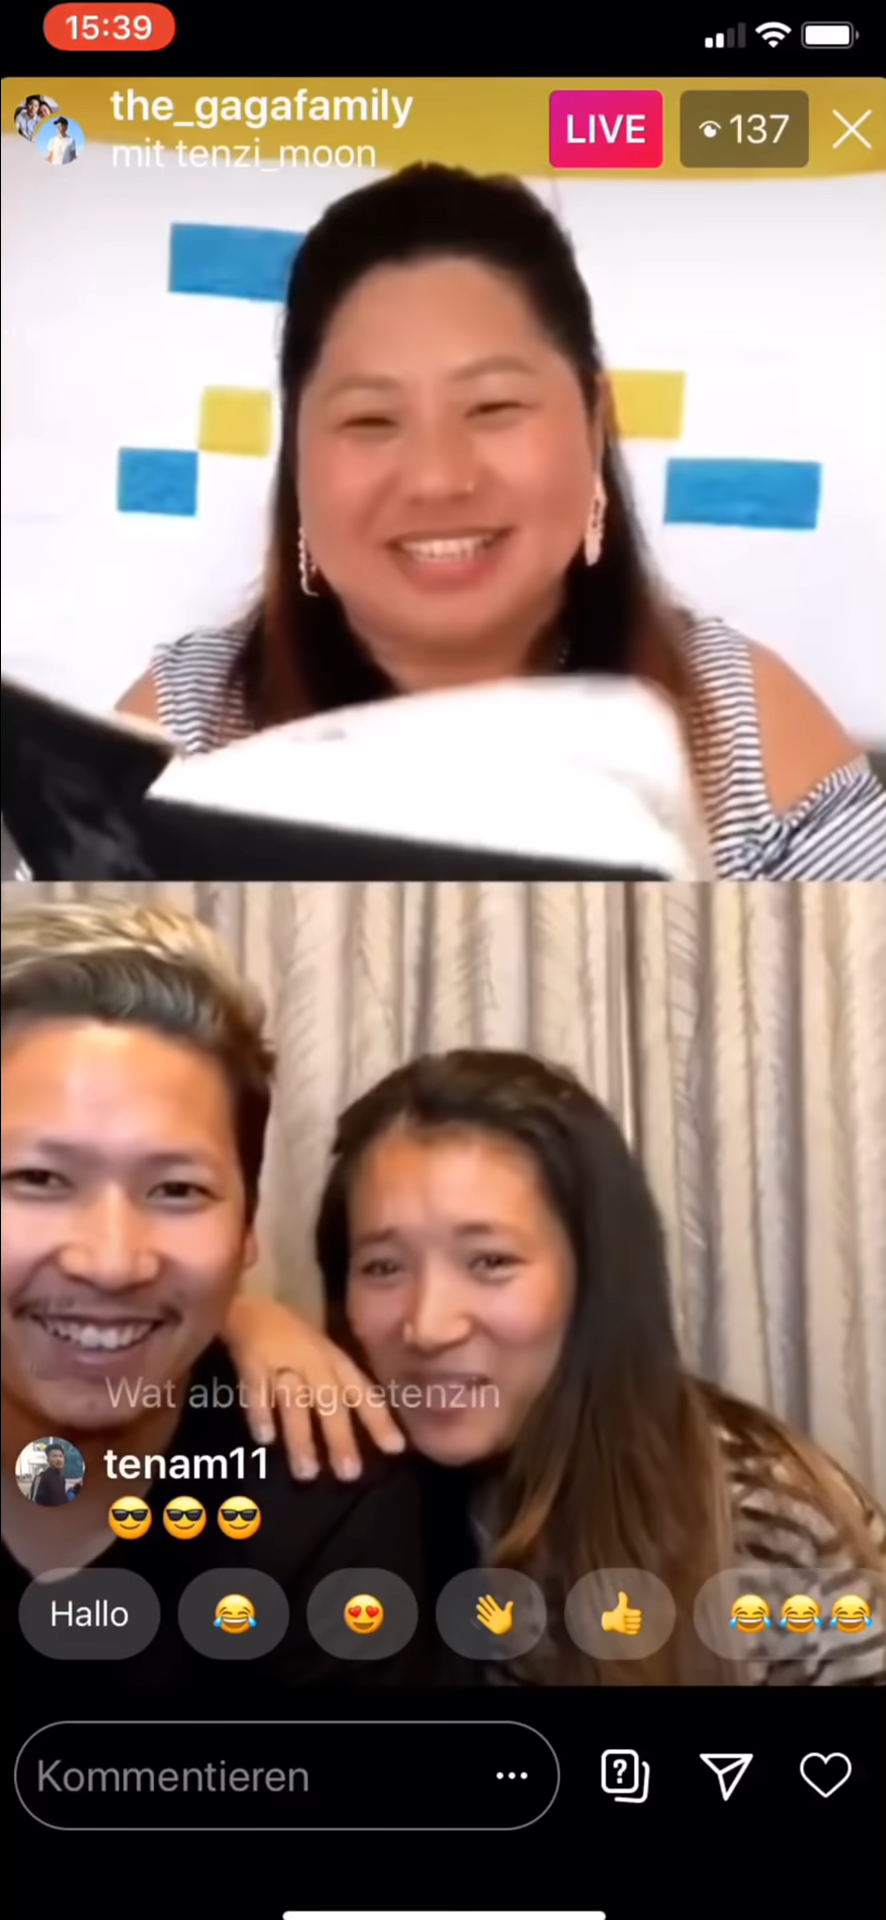 15:39
the_gagafamily
mit tenzi_moon
LIVE
137
Wat abt lhagoetenzin
tenam11
😎😎😎
Hallo
😂
😍
👋
👍
😂😂😂
Kommentieren